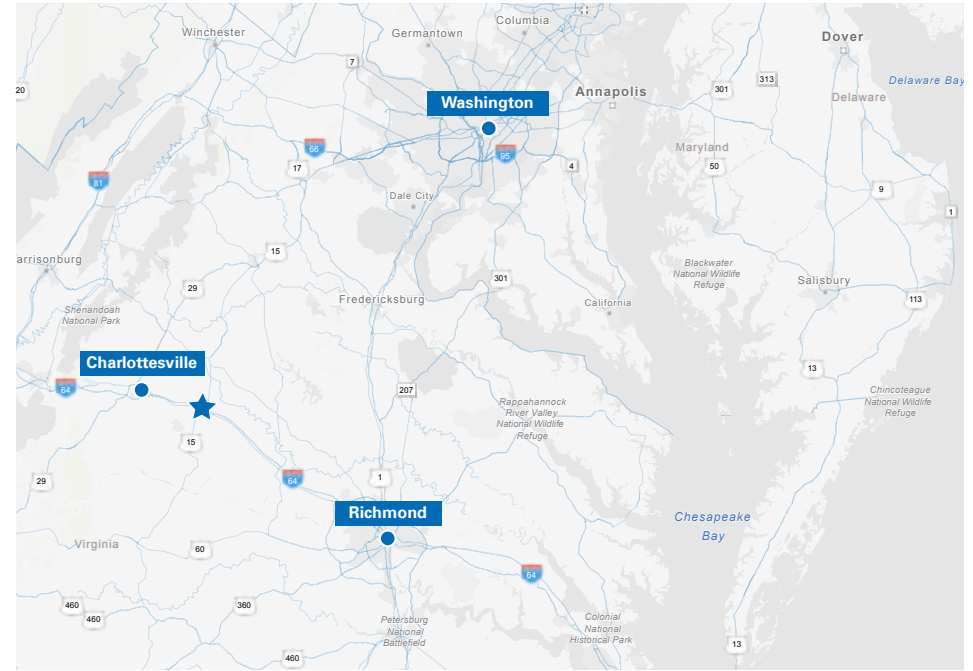 Winchester
Germantown
Columbia
Dover
7
20
301
313
Delaware Bay
Annapolis
Delaware
Washington
66
95
Maryland
17
4
50
81
Dale City
9
1
15
arrisonburg
Blackwater
National Wildlife
Refuge
301
Salisbury
29
Fredericksburg
California
113
Shenandoah
National Park
Charlottesville
13
64
207
Chincoteague
National Wildlife
Refuge
Rappahannock
River Valley
National Wildlife
Refuge
15
29
64
1
Richmond
Chesapeake
Bay
Virginia
60
64
460
460
360
Petersburg
National
Battlefield
Colonial
National
Historical Park
13
460